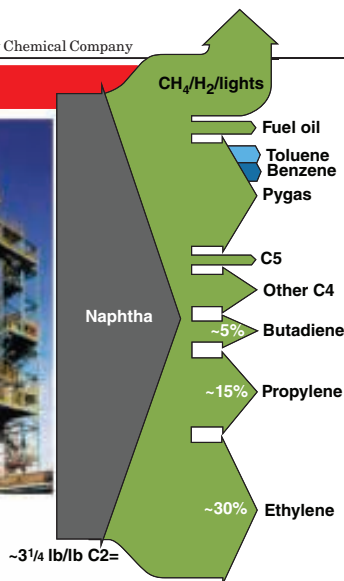 Chemical Company
CH₄/H₂/lights
Fuel oil
Toluene
Benzene
Pygas
C5
Other C4
Naphtha
~5% Butadiene
~15% Propylene
~30% Ethylene
~3¹/⁴ lb/lb C2=